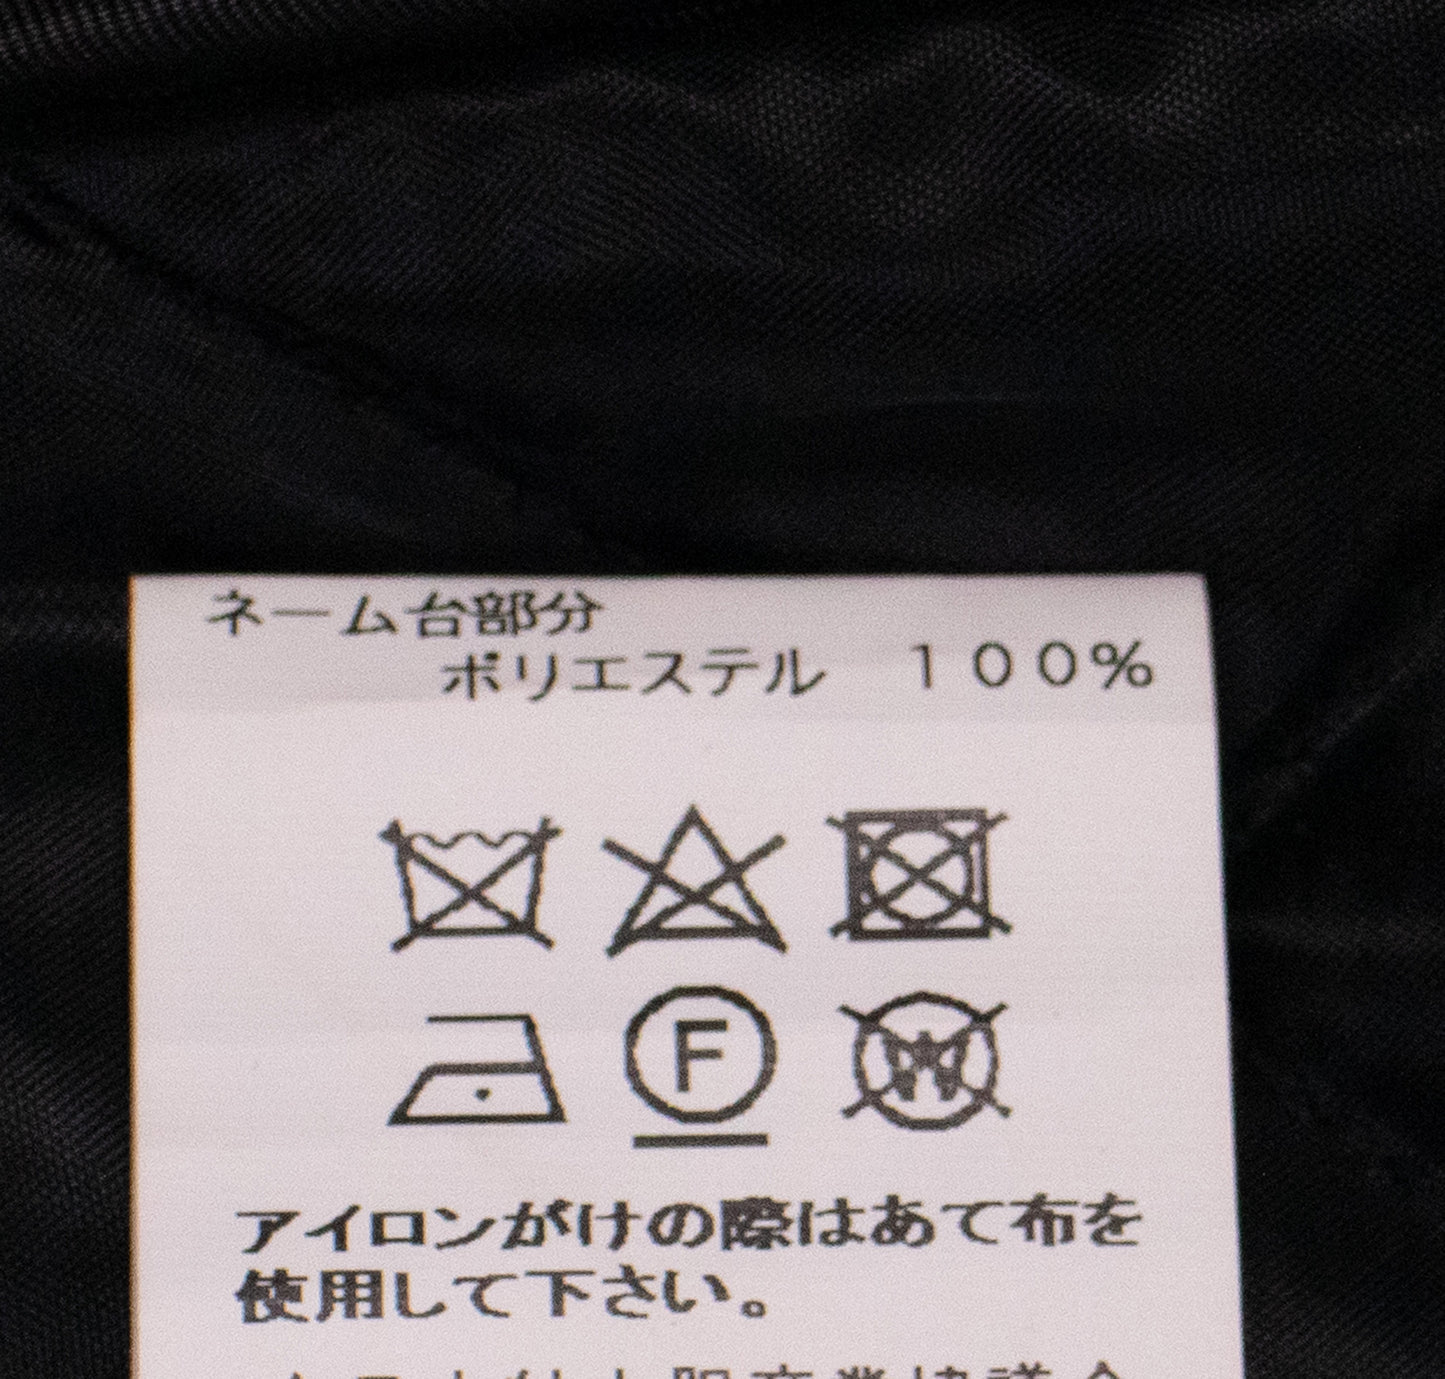 ネーム台部分
ポリエステル　１００%
F
W
アイロンがけの際はあて布を
使用して下さい。